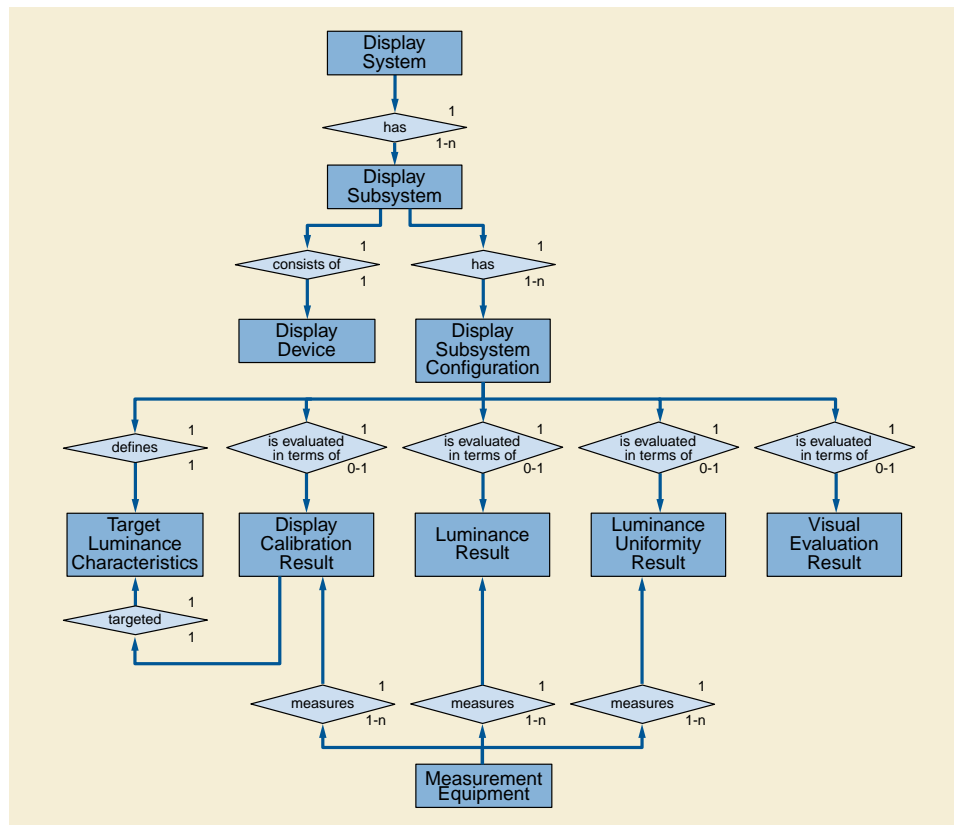 Display
System
1
has
1-n
Display
Subsystem
1
consists of
1
1
has
1-n
Display
Device
Display
Subsystem
Configuration
1
defines
1
1
is evaluated
in terms of
0-1
1
is evaluated
in terms of
0-1
1
is evaluated
in terms of
0-1
1
is evaluated
in terms of
0-1
Target
Luminance
Characteristics
Display
Calibration
Result
Luminance
Result
Luminance
Uniformity
Result
Visual
Evaluation
Result
1
targeted
1
1
measures
1-n
1
measures
1-n
1
measures
1-n
Measurement
Equipment